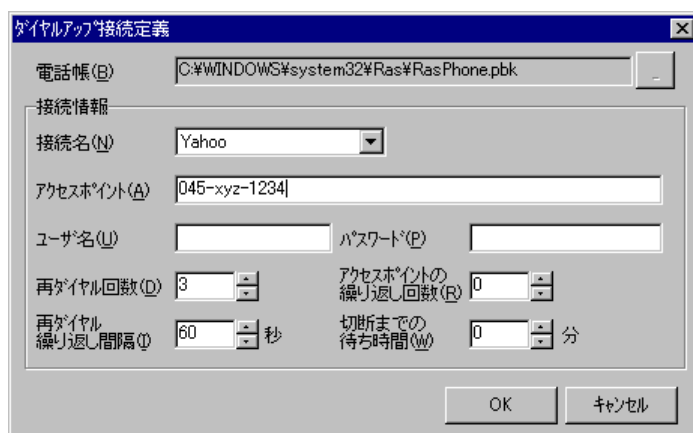 ﾀﾞｲﾔﾙｱｯﾌﾟ接続定義
電話帳(B) C:¥WINDOWS¥system32¥Ras¥RasPhone.pbk ...
接続情報
接続名(N) Yahoo
ｱｸｾｽﾎﾟｲﾝﾄ(A) 045-xyz-1234
ﾕｰｻﾞ名(U) ﾊﾟｽﾜｰﾄﾞ(P)
再ﾀﾞｲﾔﾙ回数(D) 3 ｱｸｾｽﾎﾟｲﾝﾄの
繰り返し回数(R) 0
再ﾀﾞｲﾔﾙ
繰り返し間隔(I) 60 秒 切断までの
待ち時間(W) 0 分
OK ｷｬﾝｾﾙ